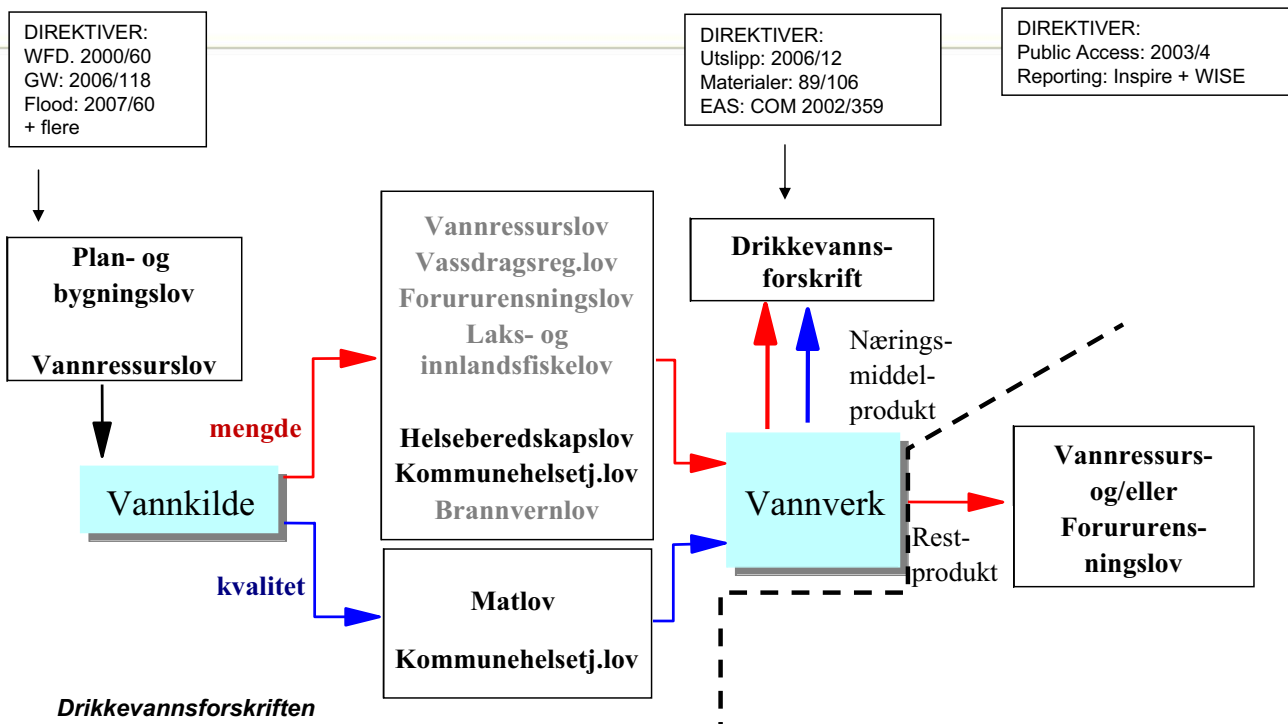 DIREKTIVER:
WFD. 2000/60
GW: 2006/118
Flood: 2007/60
+ flere
DIREKTIVER:
Utslipp: 2006/12
Materialer: 89/106
EAS: COM 2002/359
DIREKTIVER:
Public Access: 2003/4
Reporting: Inspire + WISE
Plan- og
bygningslov
Vannressurslov
Vannressurslov
Vassdragsreg.lov
Forururensningslov
Laks- og
innlandsfiskelov
Helseberedskapslov
Kommunehelsetj.lov
Brannvernlov
Drikkevanns-
forskrift
Nærings-
middel-
produkt
mengde
Vannkilde
kvalitet
Matlov
Kommunehelsetj.lov
Vannverk
Rest-
produkt
Vannressurs-
og/eller
Forururens-
ningslov
Drikkevannsforskriften